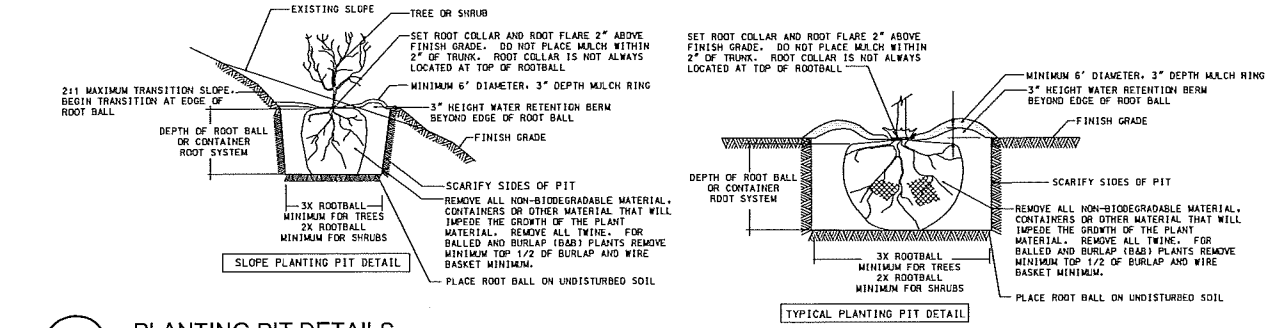 EXISTING SLOPE
TREE OR SHRUB
SET ROOT COLLAR AND ROOT FLARE 2" ABOVE
FINISH GRADE. DO NOT PLACE MULCH WITHIN
2" OF TRUNK. ROOT COLLAR IS NOT ALWAYS
LOCATED AT TOP OF ROOTBALL
MINIMUM 6' DIAMETER, 3" DEPTH MULCH RING
2:1 MAXIMUM TRANSITION SLOPE.
BEGIN TRANSITION AT EDGE OF
ROOT BALL
3" HEIGHT WATER RETENTION BERM
BEYOND EDGE OF ROOT BALL
DEPTH OF ROOT BALL
OR CONTAINER
ROOT SYSTEM
FINISH GRADE
SCARIFY SIDES OF PIT
3X ROOTBALL
MINIMUM FOR TREES
2X ROOTBALL
MINIMUM FOR SHRUBS
REMOVE ALL NON-BIODEGRADABLE MATERIAL,
CONTAINERS OR OTHER MATERIAL THAT WILL
IMPEDE THE GROWTH OF THE PLANT
MATERIAL. REMOVE ALL TWINE. FOR
BALLED AND BURLAP (B&B) PLANTS REMOVE
MINIMUM TOP 1/2 OF BURLAP AND WIRE
BASKET MINIMUM.
SLOPE PLANTING PIT DETAIL
PLACE ROOT BALL ON UNDISTURBED SOIL
SET ROOT COLLAR AND ROOT FLARE 2" ABOVE
FINISH GRADE. DO NOT PLACE MULCH WITHIN
2" OF TRUNK. ROOT COLLAR IS NOT ALWAYS
LOCATED AT TOP OF ROOTBALL
MINIMUM 6' DIAMETER, 3" DEPTH MULCH RING
3" HEIGHT WATER RETENTION BERM
BEYOND EDGE OF ROOT BALL
FINISH GRADE
DEPTH OF ROOT BALL
OR CONTAINER
ROOT SYSTEM
SCARIFY SIDES OF PIT
REMOVE ALL NON-BIODEGRADABLE MATERIAL,
CONTAINERS OR OTHER MATERIAL THAT WILL
IMPEDE THE GROWTH OF THE PLANT
MATERIAL. REMOVE ALL TWINE. FOR
BALLED AND BURLAP (B&B) PLANTS REMOVE
MINIMUM TOP 1/2 OF BURLAP AND WIRE
BASKET MINIMUM.
3X ROOTBALL
MINIMUM FOR TREES
2X ROOTBALL
MINIMUM FOR SHRUBS
PLACE ROOT BALL ON UNDISTURBED SOIL
TYPICAL PLANTING PIT DETAIL
PLANTING PIT DETAILS